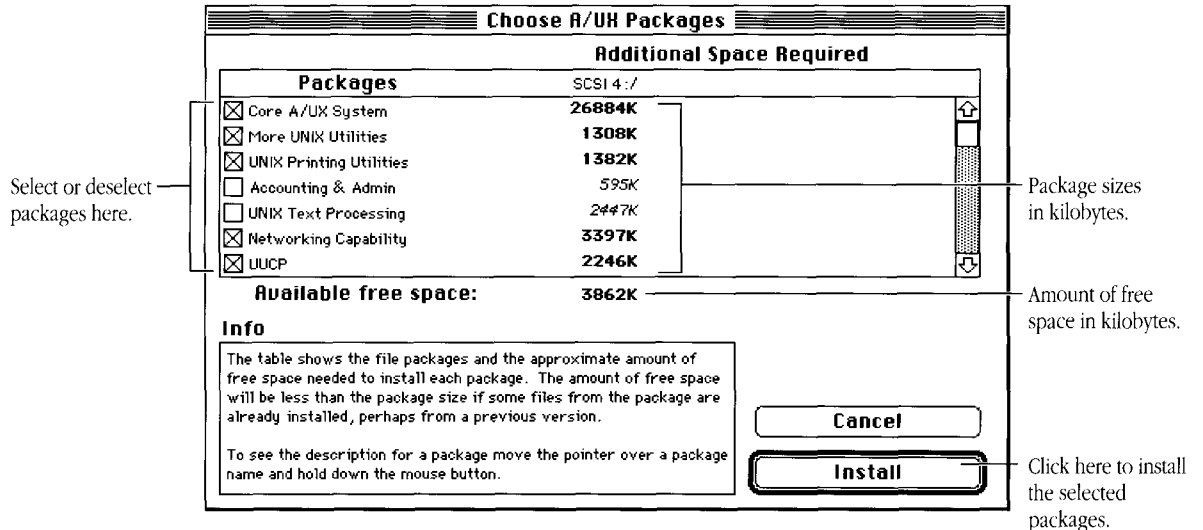 Choose A/UX Packages
Additional Space Required
Packages SCSI 4:/
Core A/UX System 26884K
More UNIX Utilities 1308K
UNIX Printing Utilities 1382K
Accounting & Admin 595K
UNIX Text Processing 2447K
Networking Capability 3397K
UUCP 2246K
Select or deselect
packages here.
Package sizes
in kilobytes.
Available free space: 3862K
Amount of free
space in kilobytes.
Info
The table shows the file packages and the approximate amount of
free space needed to install each package. The amount of free space
will be less than the package size if some files from the package are
already installed, perhaps from a previous version.
To see the description for a package move the pointer over a package
name and hold down the mouse button.
Cancel
Install
Click here to install
the selected
packages.